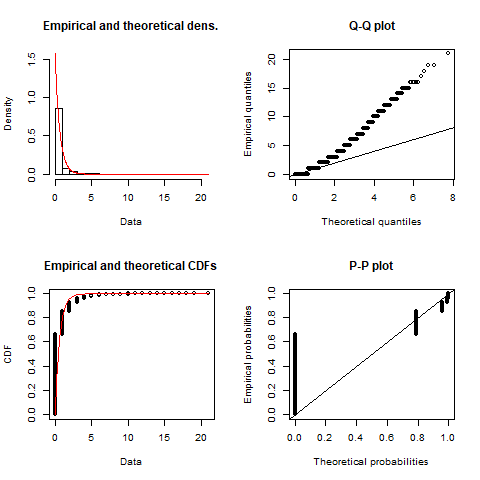 Empirical and theoretical dens.
Density
0.0 0.5 1.0 1.5
0 5 10 15 20
Data
Q-Q plot
Empirical quantiles
0 5 10 15 20
0 2 4 6 8
Theoretical quantiles
Empirical and theoretical CDFs
CDF
0.0 0.2 0.4 0.6 0.8 1.0
0 5 10 15 20
Data
P-P plot
Empirical probabilities
0.0 0.2 0.4 0.6 0.8 1.0
0.0 0.2 0.4 0.6 0.8 1.0
Theoretical probabilities